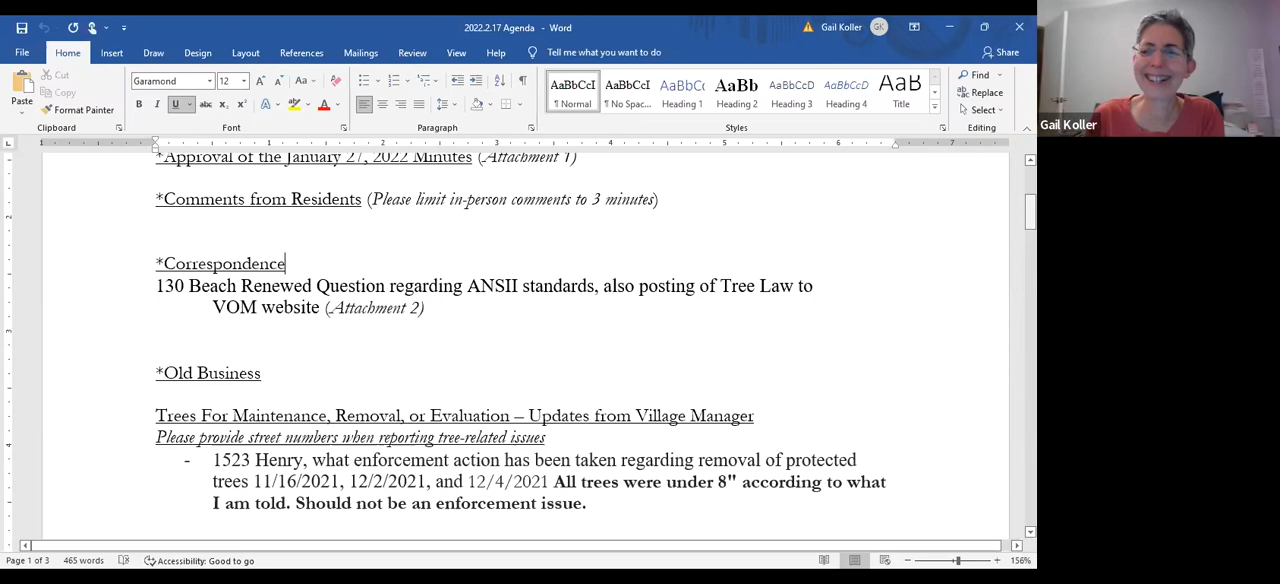 2022.2.17 Agenda - Word
Gail Koller GK
File Home Insert Draw Design Layout References Mailings Review View Help Tell me what you want to do Share
Paste
Cut
Copy
Format Painter
Clipboard
Garamond 12
Font
Paragraph
AaBbCcI AaBbCcI AaBbCc AaBbC AaBbCcD AaBbCcD AaB
¶ Normal ¶ No Spac... Heading 1 Heading 2 Heading 3 Heading 4 Title
Styles
Find
Replace
Select
Editing
Gail Koller
*Approval of the January 27, 2022 Minutes (Attachment 1)
*Comments from Residents (Please limit in-person comments to 3 minutes)
*Correspondence
130 Beach Renewed Question regarding ANSII standards, also posting of Tree Law to
VOM website (Attachment 2)
*Old Business
Trees For Maintenance, Removal, or Evaluation – Updates from Village Manager
Please provide street numbers when reporting tree-related issues
- 1523 Henry, what enforcement action has been taken regarding removal of protected
trees 11/16/2021, 12/2/2021, and 12/4/2021 All trees were under 8" according to what
I am told. Should not be an enforcement issue.
Page 1 of 3 465 words Accessibility: Good to go 156%